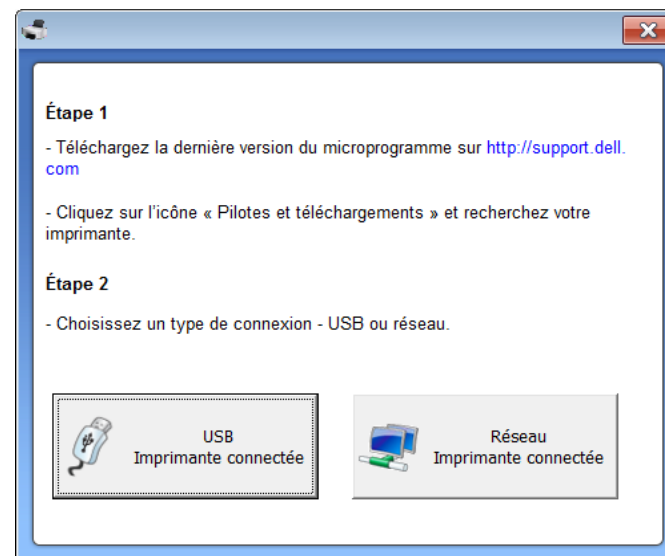 Étape 1
- Téléchargez la dernière version du microprogramme sur http://support.dell.
com
- Cliquez sur l’icône « Pilotes et téléchargements » et recherchez votre
imprimante.
Étape 2
- Choisissez un type de connexion - USB ou réseau.
USB
Imprimante connectée
Réseau
Imprimante connectée